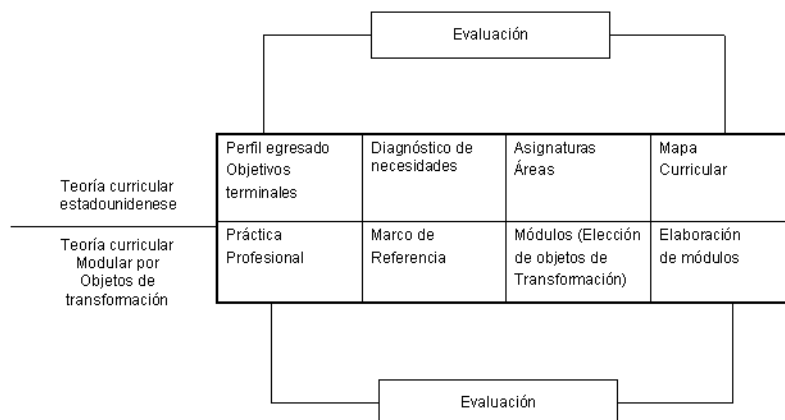 Evaluación
Teoría curricular
estadounidenese
Perfil egresado
Objetivos
terminales
Diagnóstico de
necesidades
Asignaturas
Áreas
Mapa
Curricular
Teoría curricular
Modular por
Objetos de
transformación
Práctica
Profesional
Marco de
Referencia
Módulos (Elección
de objetos de
Transformación)
Elaboración
de módulos
Evaluación